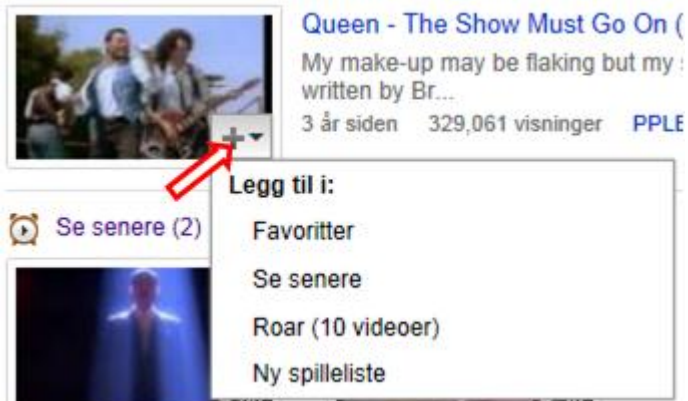 Queen - The Show Must Go On (
My make-up may be flaking but my
written by Br...
3 år siden 329,061 visninger PPLE
Legg til i:
Se senere (2)
Favoritter
Se senere
Roar (10 videoer)
Ny spilleliste